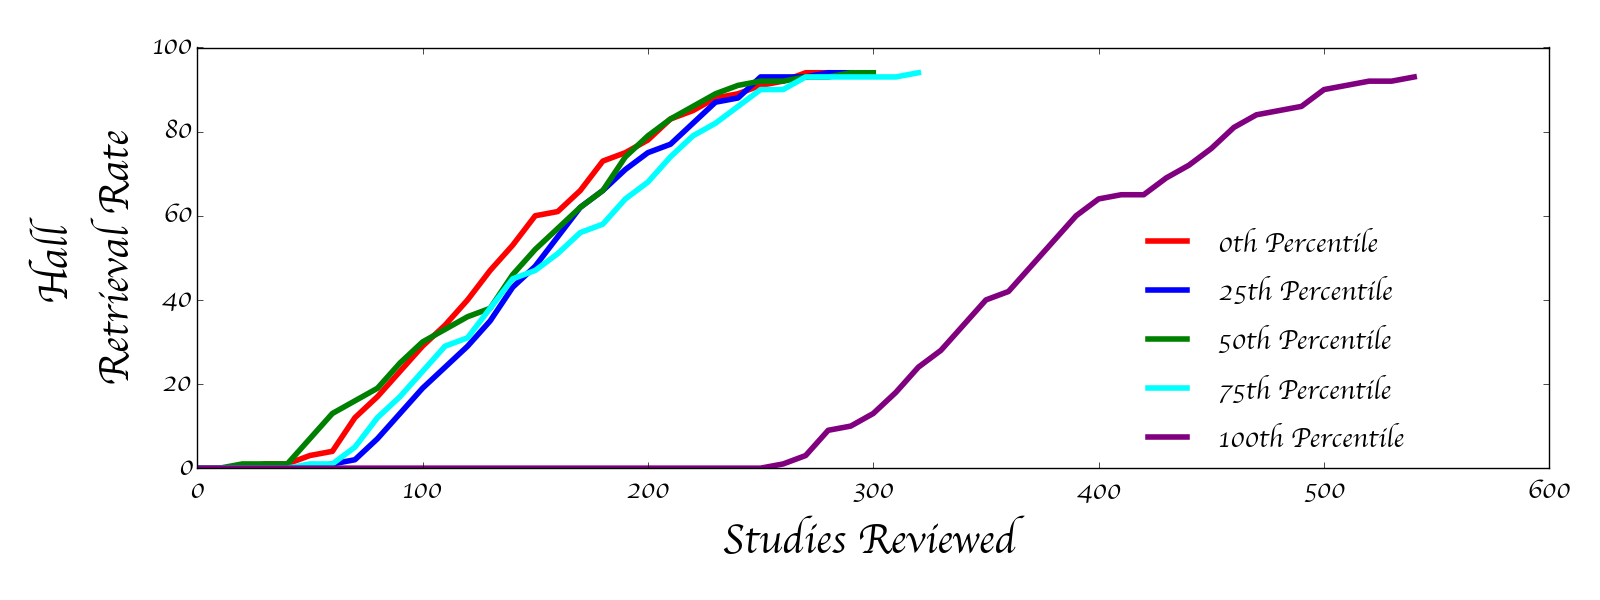 Hall
Retrieval Rate
100
80
60
40
20
0
0 100 200 300 400 500 600
Studies Reviewed
0th Percentile
25th Percentile
50th Percentile
75th Percentile
100th Percentile